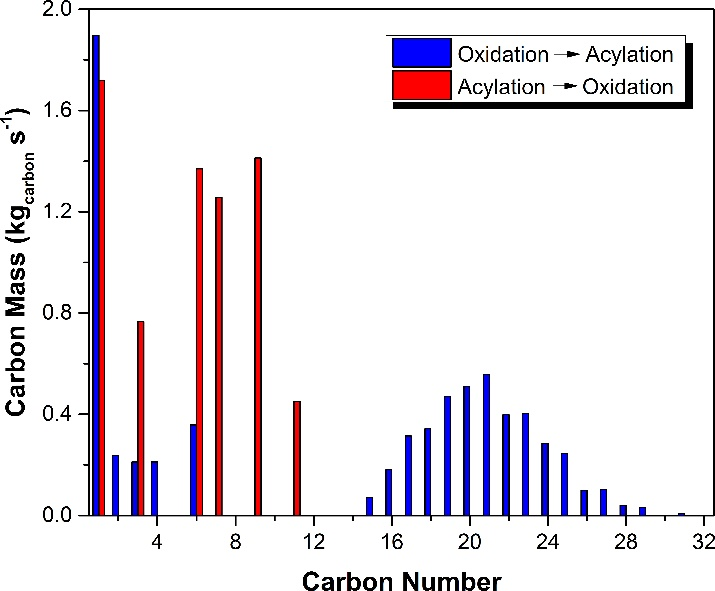 2.0
1.6
1.2
0.8
0.4
0.0
Carbon Mass (kgcarbon s-1)
Oxidation → Acylation
Acylation → Oxidation
4 8 12 16 20 24 28 32
Carbon Number